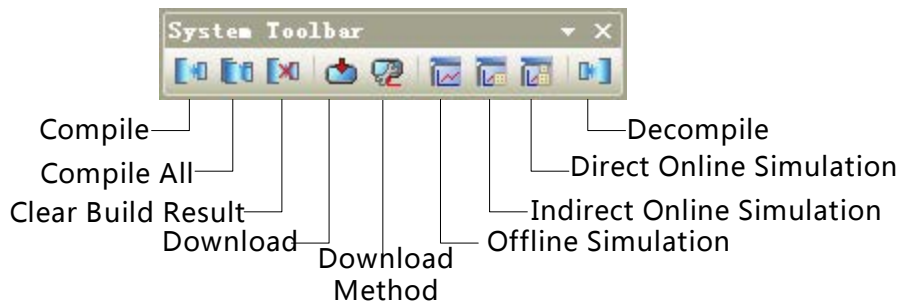 System Toolbar
Compile
Decompile
Compile All
Direct Online Simulation
Clear Build Result
Indirect Online Simulation
Download
Offline Simulation
Download
Method